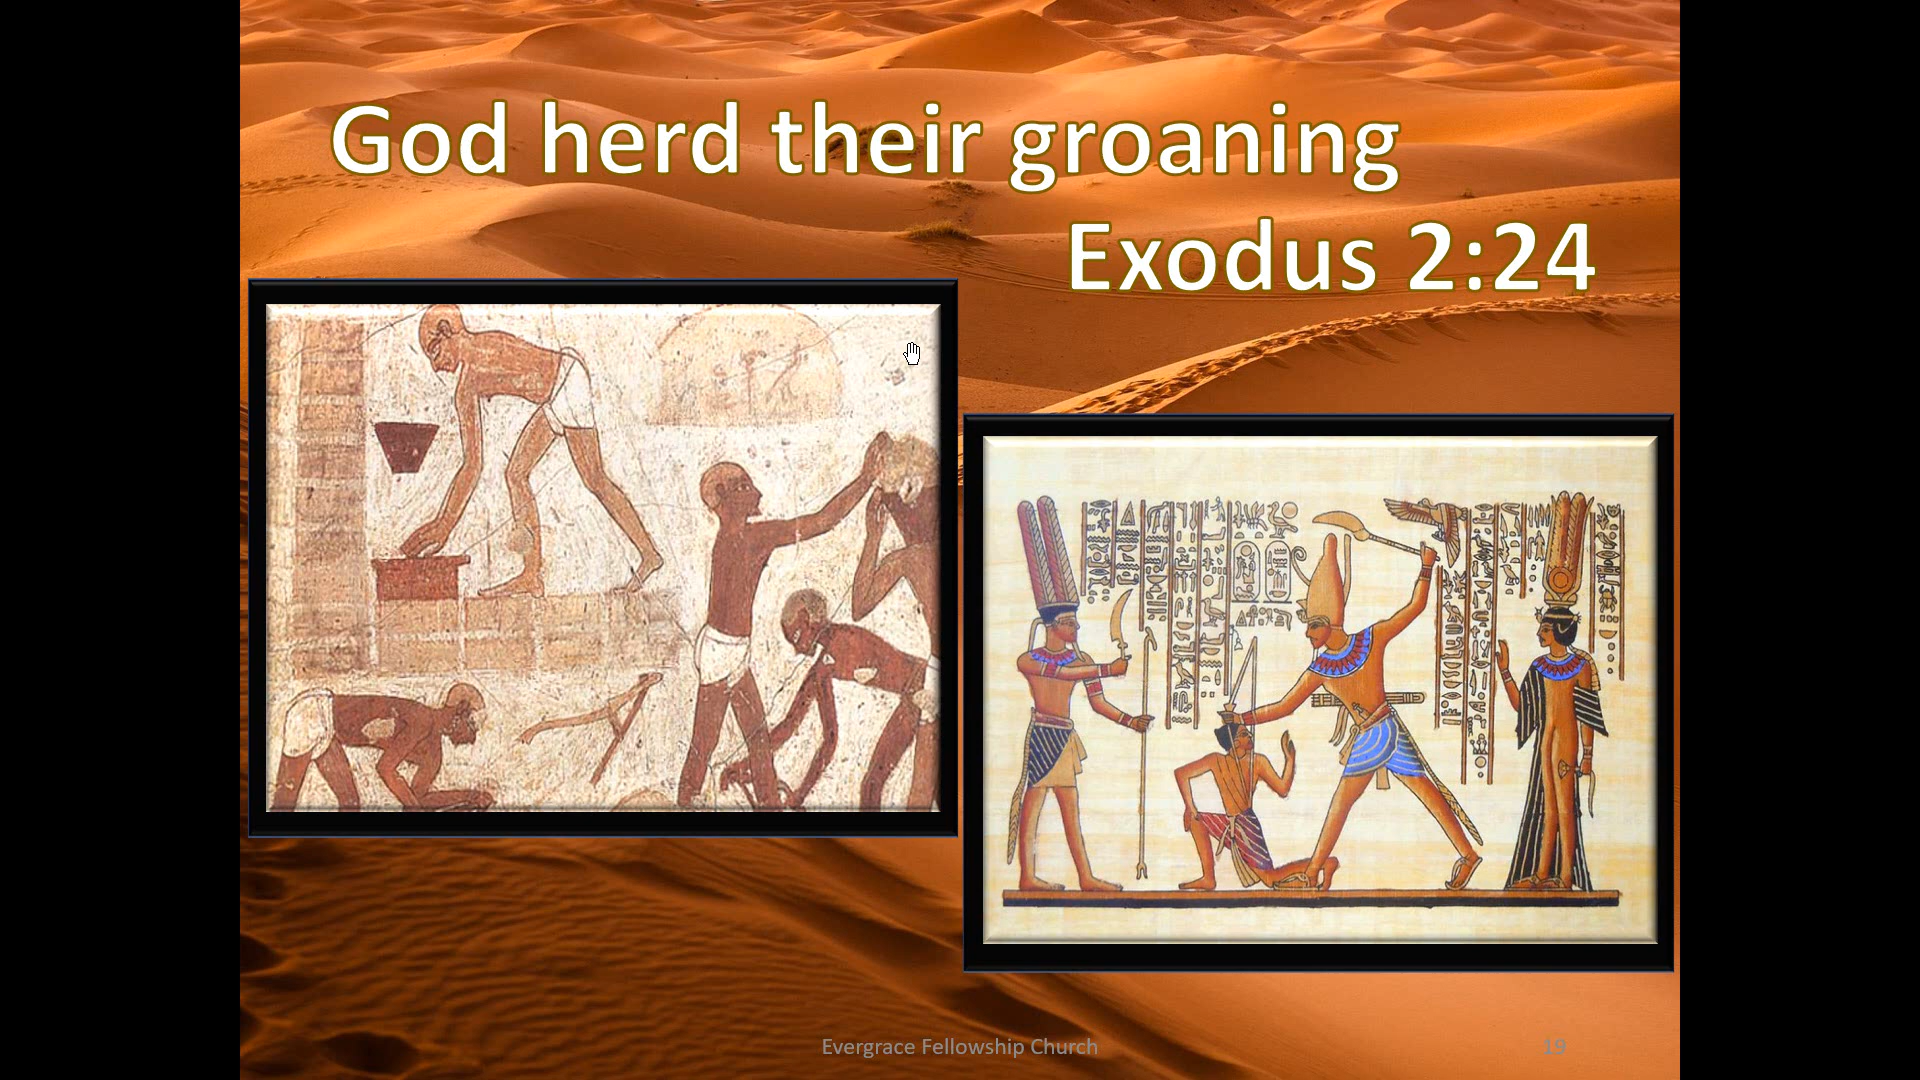 God herd their groaning
Exodus 2:24
Evergrace Fellowship Church
19